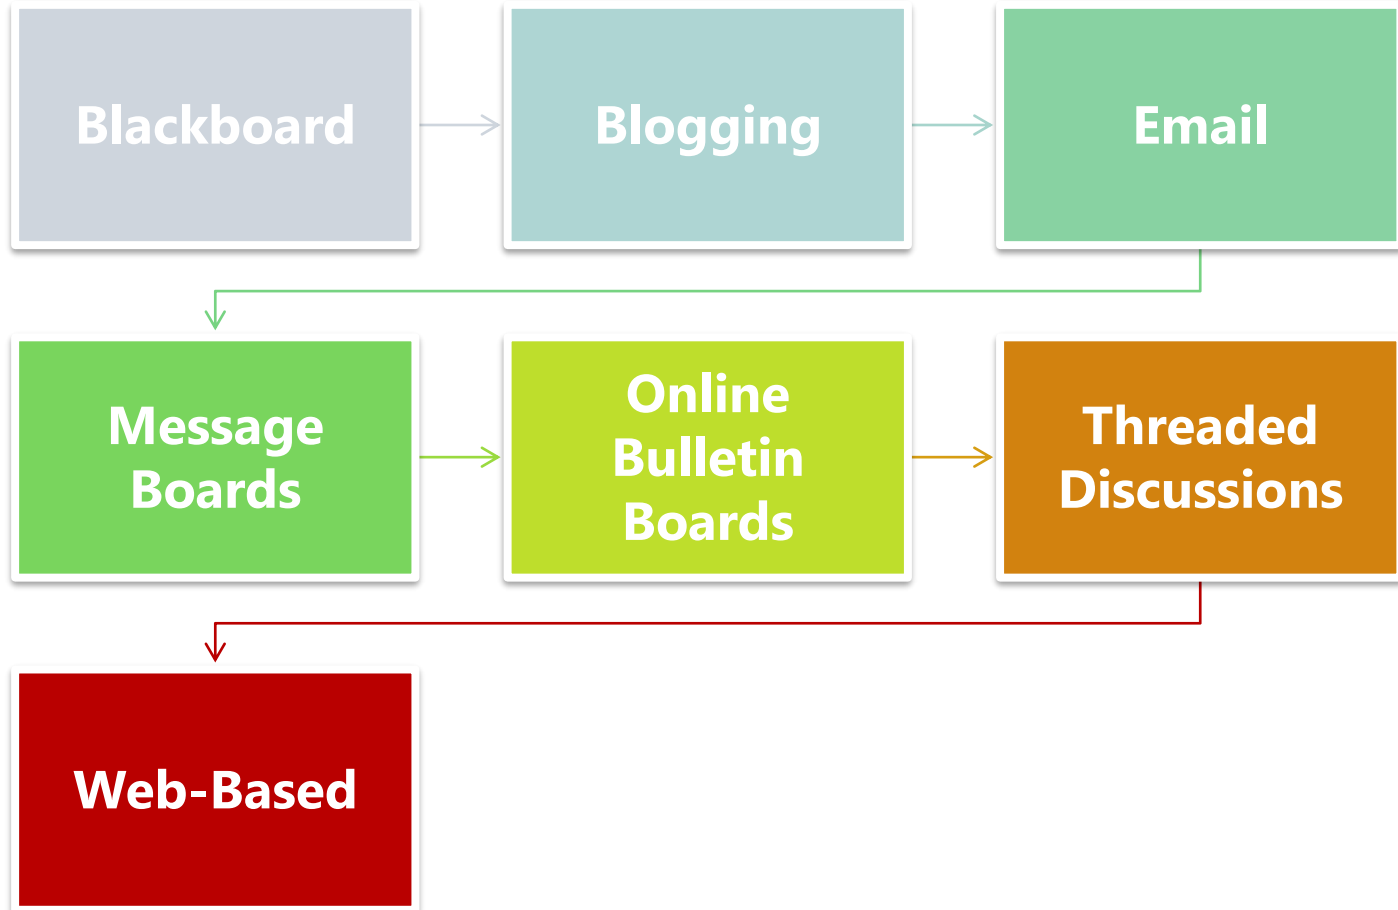 Blackboard
Blogging
Email
Message
Boards
Online
Bulletin
Boards
Threaded
Discussions
Web-Based